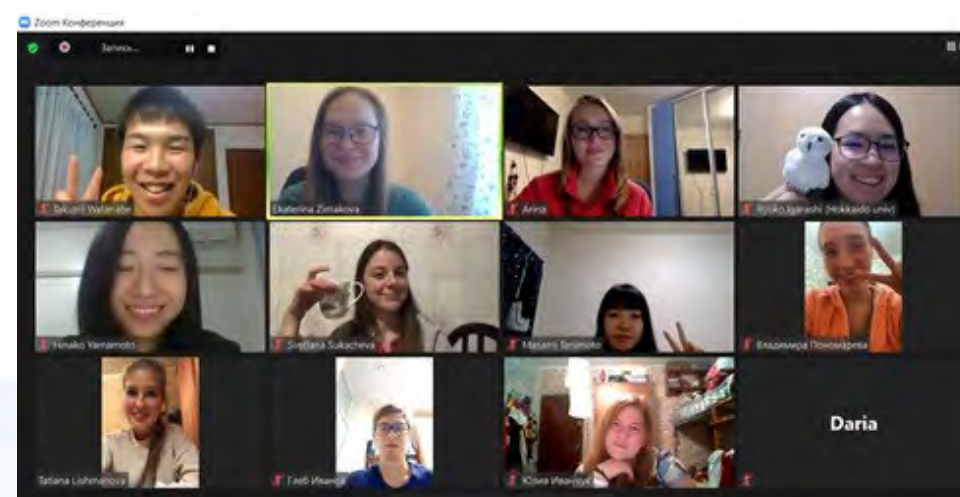 Zoom Конференция
Запись...
Takumi Watanabe
Ekaterina Zimakova
Arina
Ryoko Igarashi (Hokkaido univ)
Hinako Yamamoto
Svetlana Sukacheva
Masami Tanimoto
Владимира Пономарева
Tatiana Lishmanova
Глеб Иванов
Юлия Иванчук
Daria